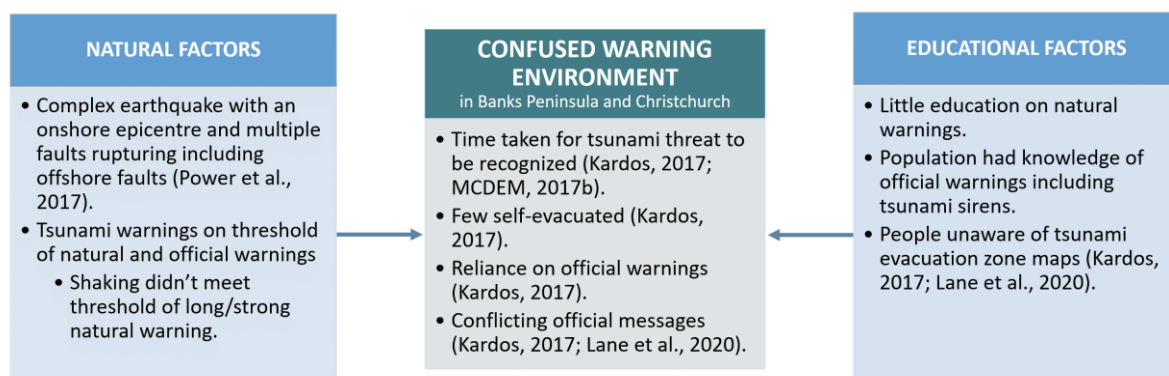 NATURAL FACTORS
• Complex earthquake with an
onshore epicentre and multiple
faults rupturing including
offshore faults (Power et al.,
2017).
• Tsunami warnings on threshold
of natural and official warnings
• Shaking didn't meet
threshold of long/strong
natural warning.
CONFUSED WARNING
ENVIRONMENT
in Banks Peninsula and Christchurch
• Time taken for tsunami threat to
be recognized (Kardos, 2017;
MCDEM, 2017b).
• Few self-evacuated (Kardos,
2017).
• Reliance on official warnings
(Kardos, 2017).
• Conflicting official messages
(Kardos, 2017; Lane et al., 2020).
EDUCATIONAL FACTORS
• Little education on natural
warnings.
• Population had knowledge of
official warnings including
tsunami sirens.
• People unaware of tsunami
evacuation zone maps (Kardos,
2017; Lane et al., 2020).